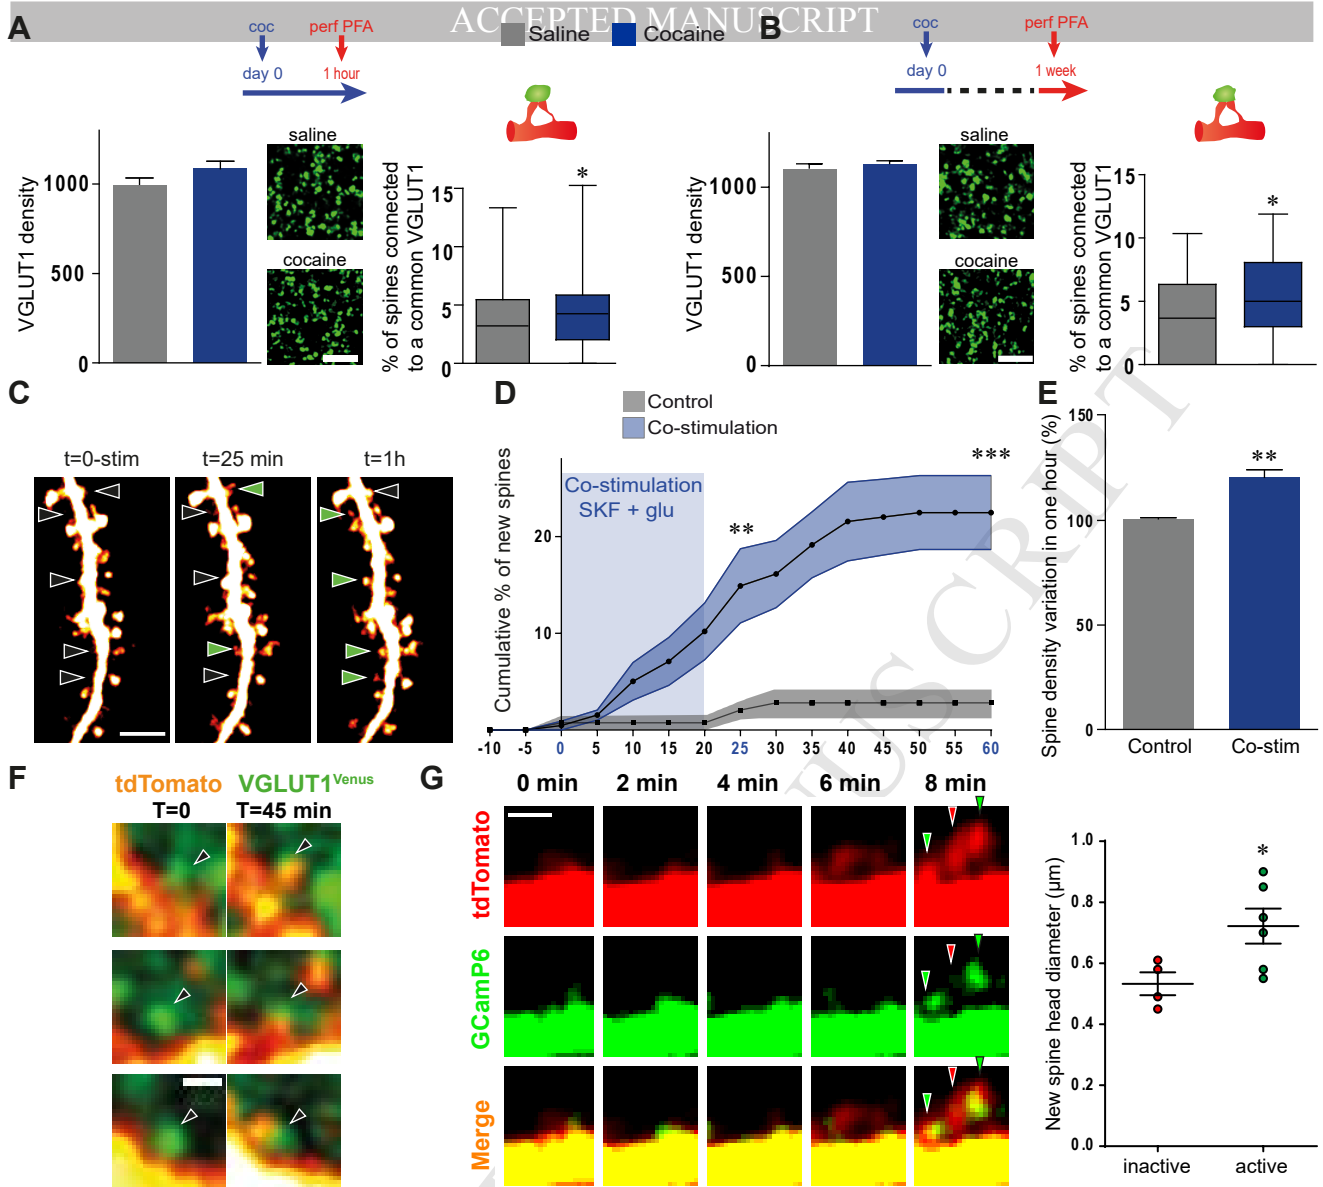 ACCEPTED MANUSCRIPT
A
coc
perf PFA
day 0
1 hour
Saline
Cocaine
B
coc
perf PFA
day 0
1 week
VGLUT1 density
1000
500
0
saline
cocaine
% of spines connected
to a common VGLUT1
15
10
5
0
*
VGLUT1 density
1000
500
0
saline
cocaine
% of spines connected
to a common VGLUT1
15
10
5
0
*
C
t=0-stim
t=25 min
t=1h
D
Control
Co-stimulation
Cumulative % of new spines
20
10
Co-stimulation
SKF + glu
**
***
-10 -5 0 5 10 15 20 25 30 35 40 45 50 55 60
E
Spine density variation in one hour (%)
150
100
50
0
**
Control
Co-stim
F
tdTomato
VGLUT1Venus
T=0
T=45 min
G
0 min
2 min
4 min
6 min
8 min
tdTomato
GCamP6
Merge
New spine head diameter (µm)
1.0
0.8
0.6
0.4
0.2
0.0
*
inactive
active
USCRIPT